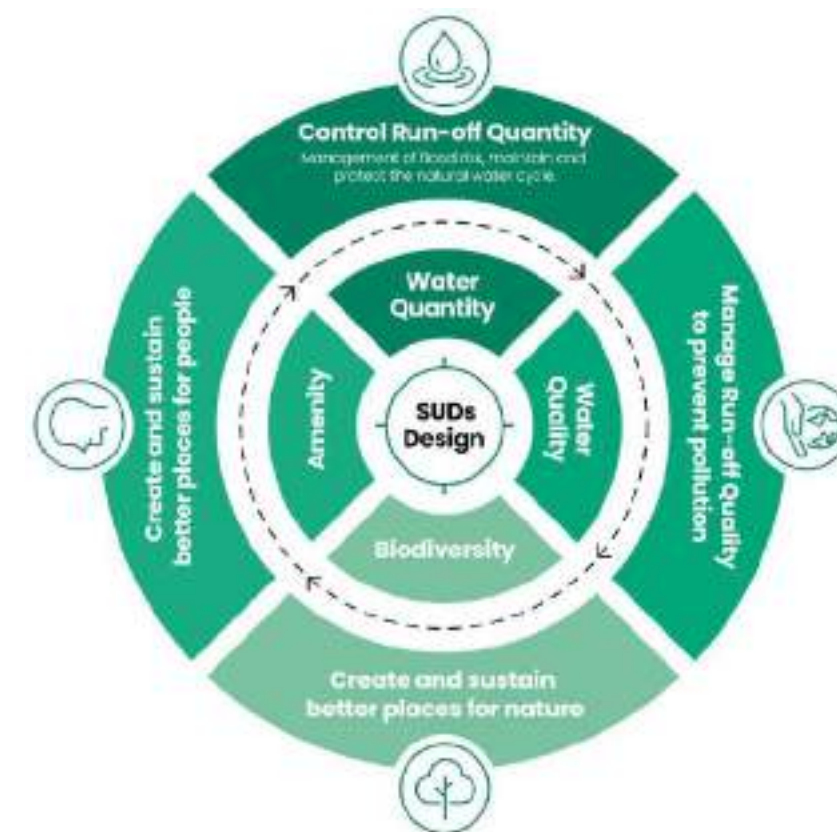 Control Run-off Quantity
Management of flood risk, maintain and
protect the natural water cycle.
Water
Quantity
Manage Run-off Quality
to prevent pollution
Water
Quality
SUDs
Design
Amenity
Create and sustain
better places for people
Biodiversity
Create and sustain
better places for nature